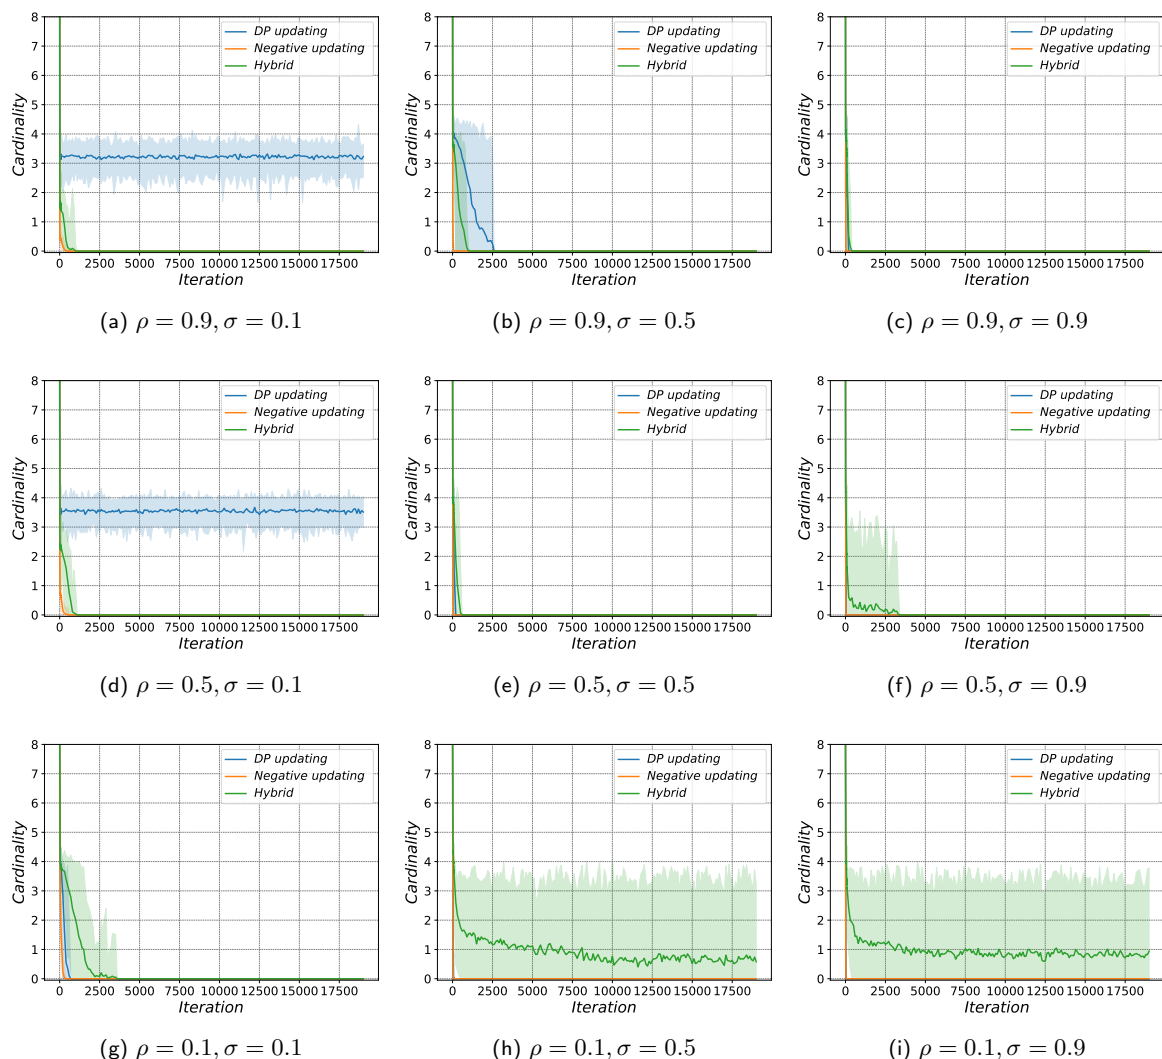 8
7
6
5
4
3
2
1
0
Cardinality
DP updating
Negative updating
Hybrid
0 2500 5000 7500 10000 12500 15000 17500
Iteration
(a) ρ = 0.9, σ = 0.1
8
7
6
5
4
3
2
1
0
Cardinality
DP updating
Negative updating
Hybrid
0 2500 5000 7500 10000 12500 15000 17500
Iteration
(b) ρ = 0.9, σ = 0.5
8
7
6
5
4
3
2
1
0
Cardinality
DP updating
Negative updating
Hybrid
0 2500 5000 7500 10000 12500 15000 17500
Iteration
(c) ρ = 0.9, σ = 0.9
8
7
6
5
4
3
2
1
0
Cardinality
DP updating
Negative updating
Hybrid
0 2500 5000 7500 10000 12500 15000 17500
Iteration
(d) ρ = 0.5, σ = 0.1
8
7
6
5
4
3
2
1
0
Cardinality
DP updating
Negative updating
Hybrid
0 2500 5000 7500 10000 12500 15000 17500
Iteration
(e) ρ = 0.5, σ = 0.5
8
7
6
5
4
3
2
1
0
Cardinality
DP updating
Negative updating
Hybrid
0 2500 5000 7500 10000 12500 15000 17500
Iteration
(f) ρ = 0.5, σ = 0.9
8
7
6
5
4
3
2
1
0
Cardinality
DP updating
Negative updating
Hybrid
0 2500 5000 7500 10000 12500 15000 17500
Iteration
(g) ρ = 0.1, σ = 0.1
8
7
6
5
4
3
2
1
0
Cardinality
DP updating
Negative updating
Hybrid
0 2500 5000 7500 10000 12500 15000 17500
Iteration
(h) ρ = 0.1, σ = 0.5
8
7
6
5
4
3
2
1
0
Cardinality
DP updating
Negative updating
Hybrid
0 2500 5000 7500 10000 12500 15000 17500
Iteration
(i) ρ = 0.1, σ = 0.9